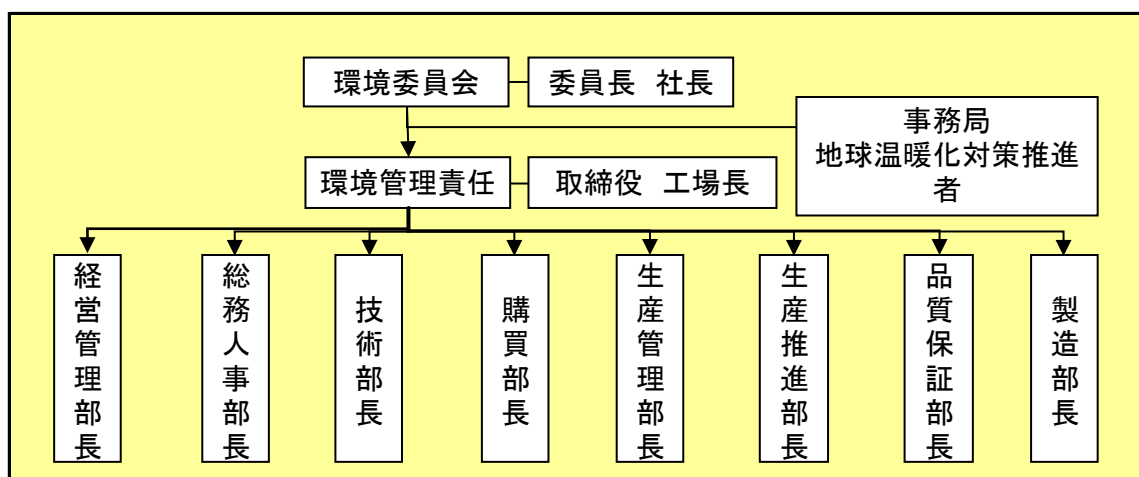 環境委員会
委員長 社長
事務局
地球温暖化対策推進
者
環境管理責任
取締役 工場長
経営管理部長
総務人事部長
技術部長
購買部長
生産管理部長
生産推進部長
品質保証部長
製造部長